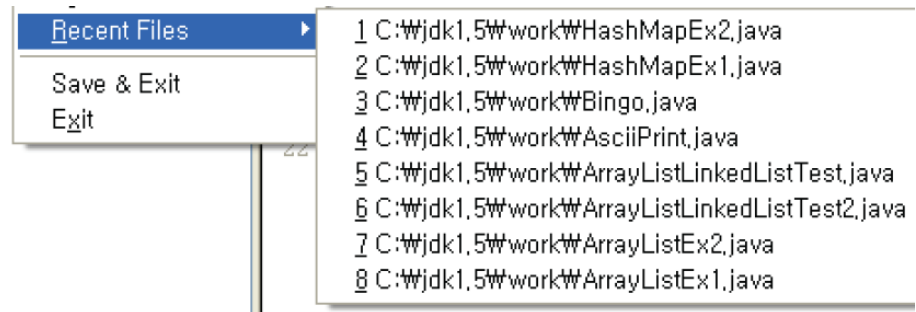 Recent Files
Save & Exit
Exit
22
1 C:₩jdk1.5₩work₩HashMapEx2.java
2 C:₩jdk1.5₩work₩HashMapEx1.java
3 C:₩jdk1.5₩work₩Bingo.java
4 C:₩jdk1.5₩work₩AsciiPrint.java
5 C:₩jdk1.5₩work₩ArrayListLinkedListTest.java
6 C:₩jdk1.5₩work₩ArrayListLinkedListTest2.java
7 C:₩jdk1.5₩work₩ArrayListEx2.java
8 C:₩jdk1.5₩work₩ArrayListEx1.java